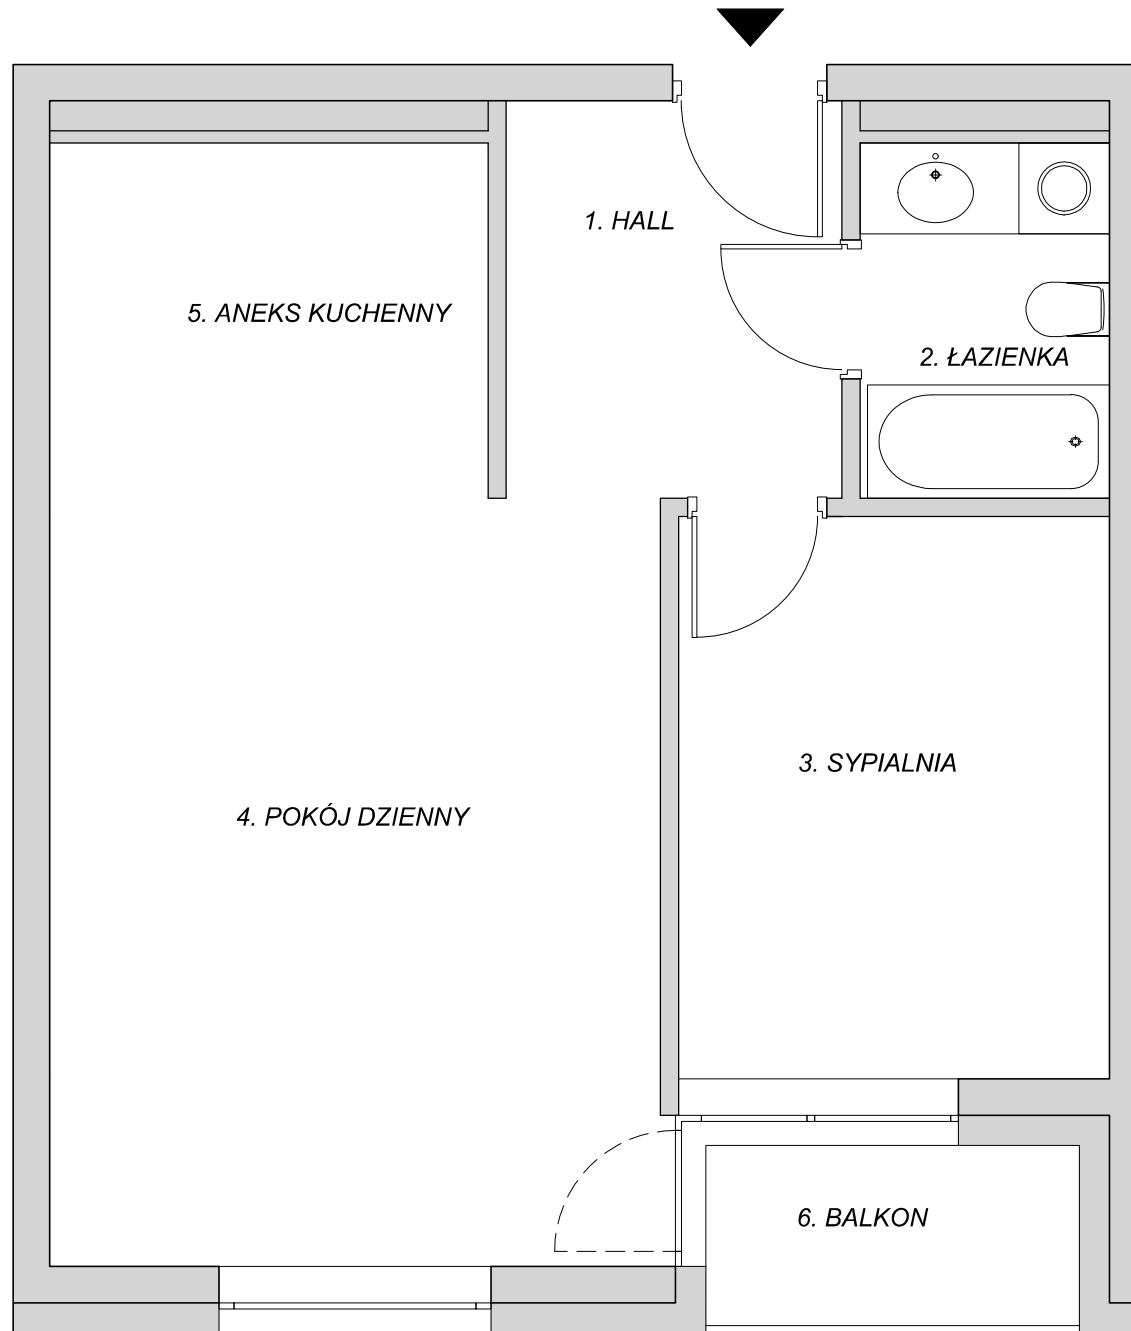 1. HALL
5. ANEKS KUCHENNY
2. ŁAZIENKA
3. SYPIALNIA
4. POKÓJ DZIENNY
6. BALKON